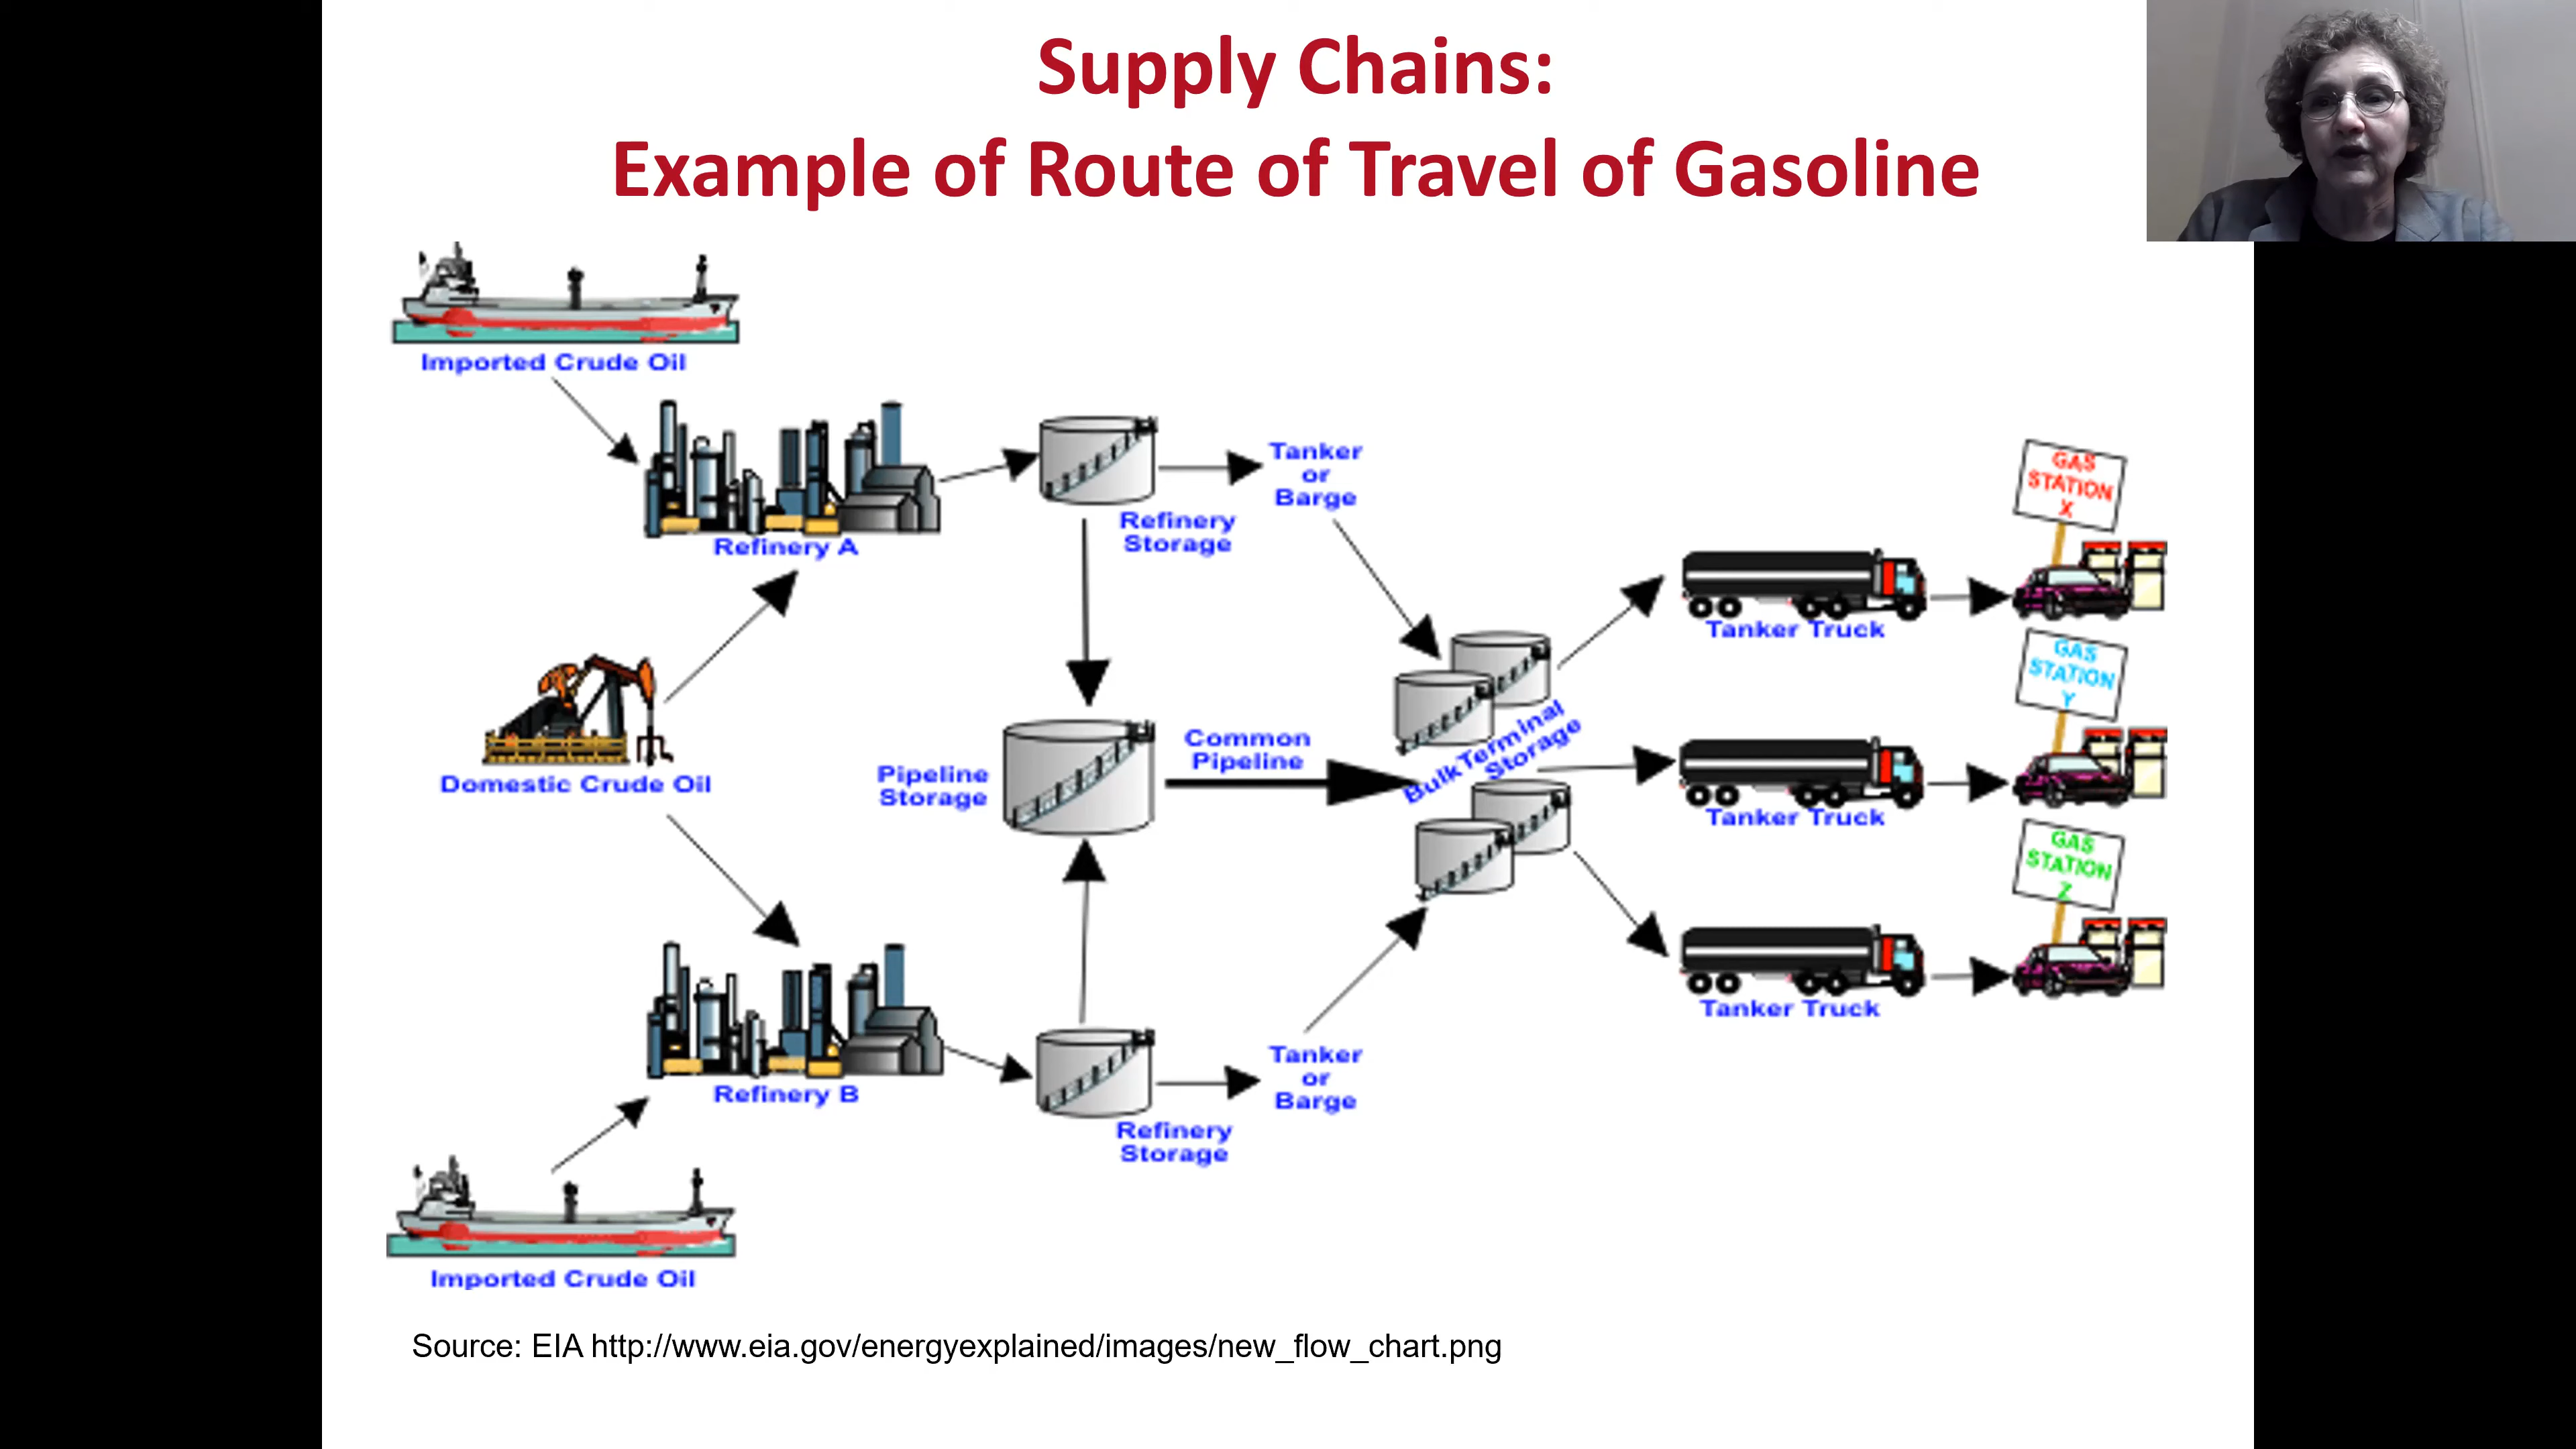 Supply Chains:
Example of Route of Travel of Gasoline
Imported Crude Oil
Refinery A
Refinery
Storage
Tanker
or
Barge
GAS
STATION
X
Tanker Truck
Domestic Crude Oil
Pipeline
Storage
Common
Pipeline
Bulk Terminal
Storage
GAS
STATION
Y
Tanker Truck
GAS
STATION
Z
Tanker Truck
Refinery B
Refinery
Storage
Tanker
or
Barge
Imported Crude Oil
Source: EIA http://www.eia.gov/energyexplained/images/new_flow_chart.png